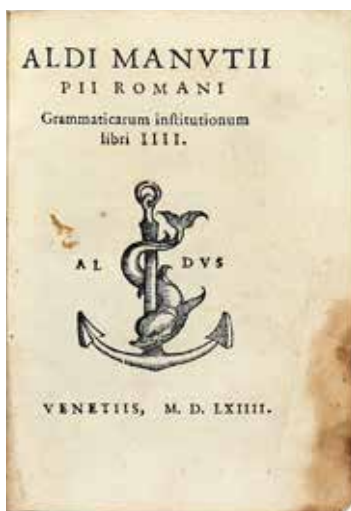 ALDI MANVTII
PII ROMANI
Grammaticarum inſtitutionum
libri IIII.
AL DVS
VENETIIS, M. D. LXIIII.